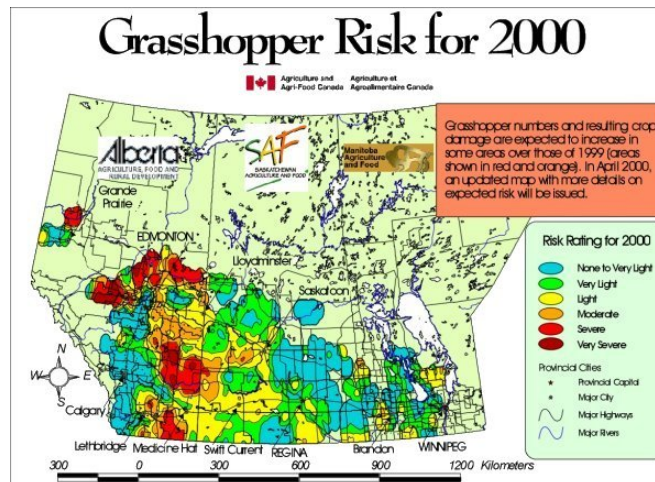 Grasshopper Risk for 2000
Agriculture and Agriculture et
Agri-Food Canada Agroalimentaire Canada
Alberta
AGRICULTURE, FOOD AND
RURAL DEVELOPMENT
SAF
SASKATCHEWAN
AGRICULTURE AND FOOD
Manitoba
Agriculture
and Food
Grasshopper numbers and resulting crop
damage are expected to increase in
some areas over those of 1999 (areas
shown in red and orange). In April 2000,
an updated map with more details on
expected risk will be issued.
Grande
Prairie
EDMONTON
Lloydminster
Saskatoon
Risk Rating for 2000
None to Very Light
Very Light
Light
Moderate
Severe
Very Severe
Provincial Cities
Provincial Capital
Major City
Major Highways
Major Rivers
N
W E
S
Calgary
Lethbridge Medicine Hat Swift Current REGINA Brandon WINNIPEG
300 0 300 600 900 1200 Kilometers